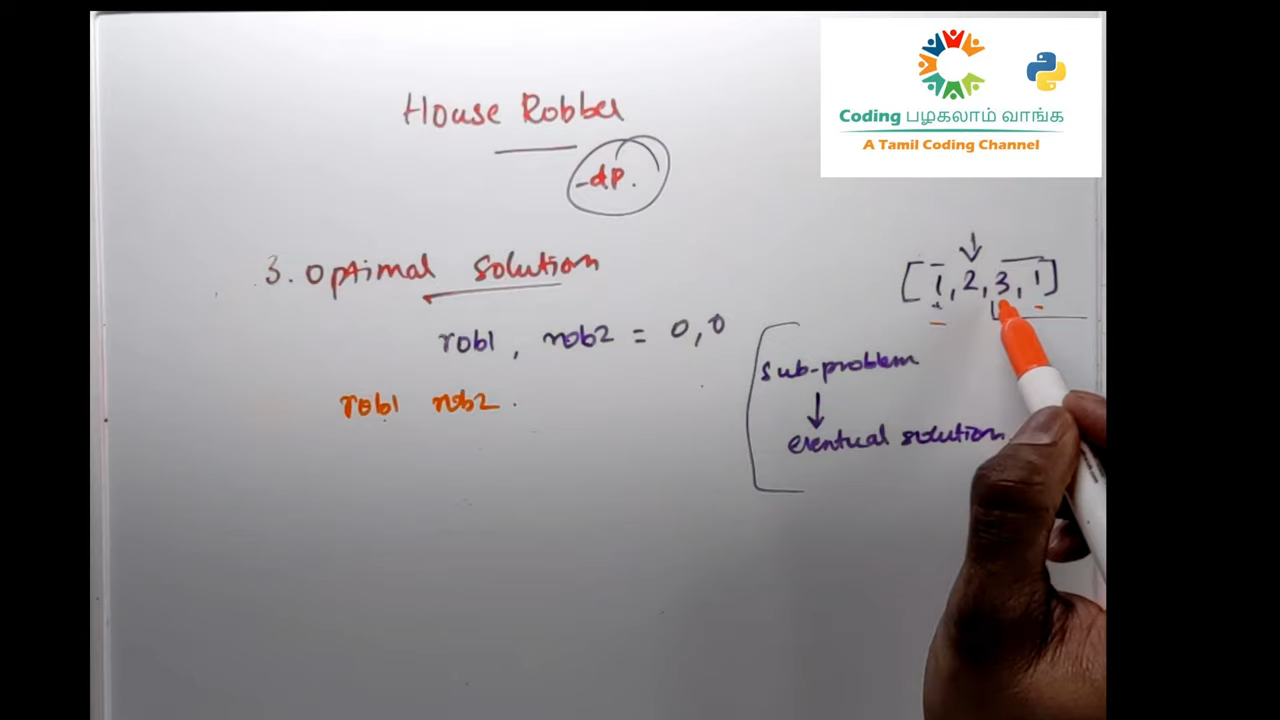 Coding பழகலாம் வாங்க
A Tamil Coding Channel
House Robber
-dp.
3. Optimal solution
[1, 2, 3, 1]
rob1, rob2 = 0, 0
sub-problem
rob1 rob2.
eventual solution